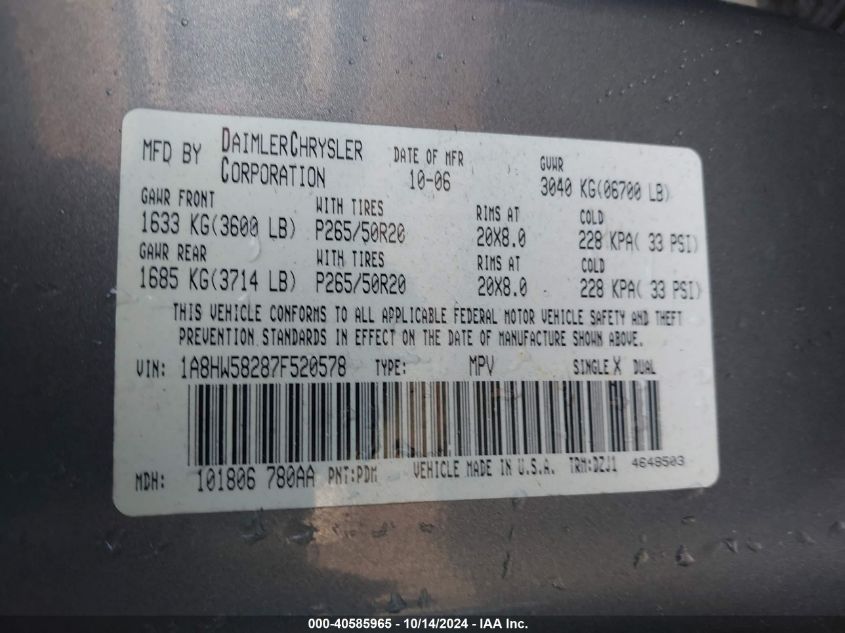 MFD BY DAIMLERCHRYSLER CORPORATION DATE OF MFR 10-06 GVWR 3040 KG(06700 LB)
GAWR FRONT WITH TIRES RIMS AT COLD
1633 KG(3600 LB) P265/50R20 20X8.0 228 KPA( 33 PSI)
GAWR REAR WITH TIRES RIMS AT COLD
1685 KG(3714 LB) P265/50R20 20X8.0 228 KPA( 33 PSI)
THIS VEHICLE CONFORMS TO ALL APPLICABLE FEDERAL MOTOR VEHICLE SAFETY AND THEFT
PREVENTION STANDARDS IN EFFECT ON THE DATE OF MANUFACTURE SHOWN ABOVE.
VIN: 1A8HW58287F520578 TYPE: MPV SINGLE X DUAL
MDH: 101806 780AA PNT:PDM VEHICLE MADE IN U.S.A. TRM:DZJ1 4648503
000-40585965 - 10/14/2024 - IAAI Inc.